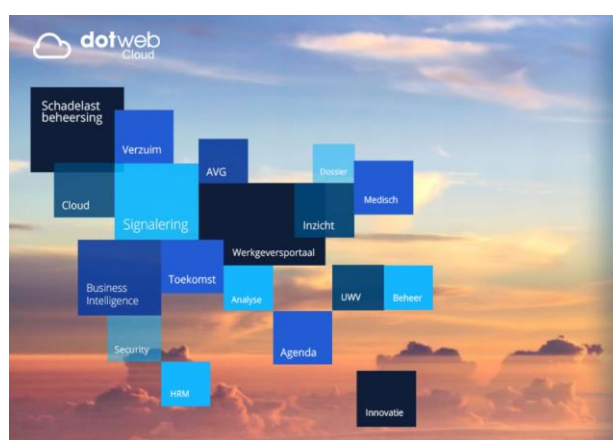 dotweb
Cloud
Schadelast
beheersing
Verzuim
AVG
Dossier
Medisch
Cloud
Signalering
Inzicht
Werkgeversportaal
Business
Intelligence
Toekomst
Analyse
UWV
Beheer
Security
Agenda
HRM
Innovatie